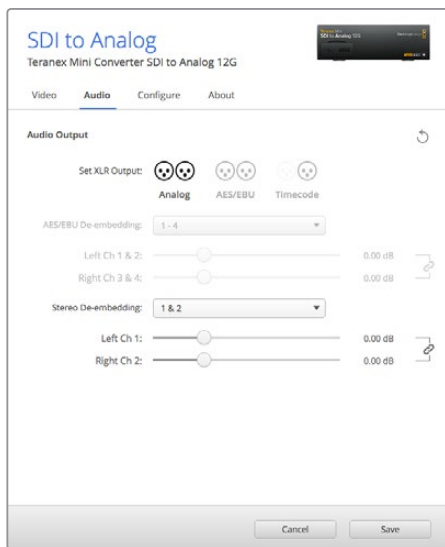 SDI to Analog
Teranex Mini Converter SDI to Analog 12G
Video Audio Configure About
Audio Output
Set XLR Output:
Analog AES/EBU Timecode
AES/EBU De-embedding: 1 - 4
Left Ch 1 & 2: 0.00 dB
Right Ch 3 & 4: 0.00 dB
Stereo De-embedding: 1 & 2
Left Ch 1: 0.00 dB
Right Ch 2: 0.00 dB
Cancel Save